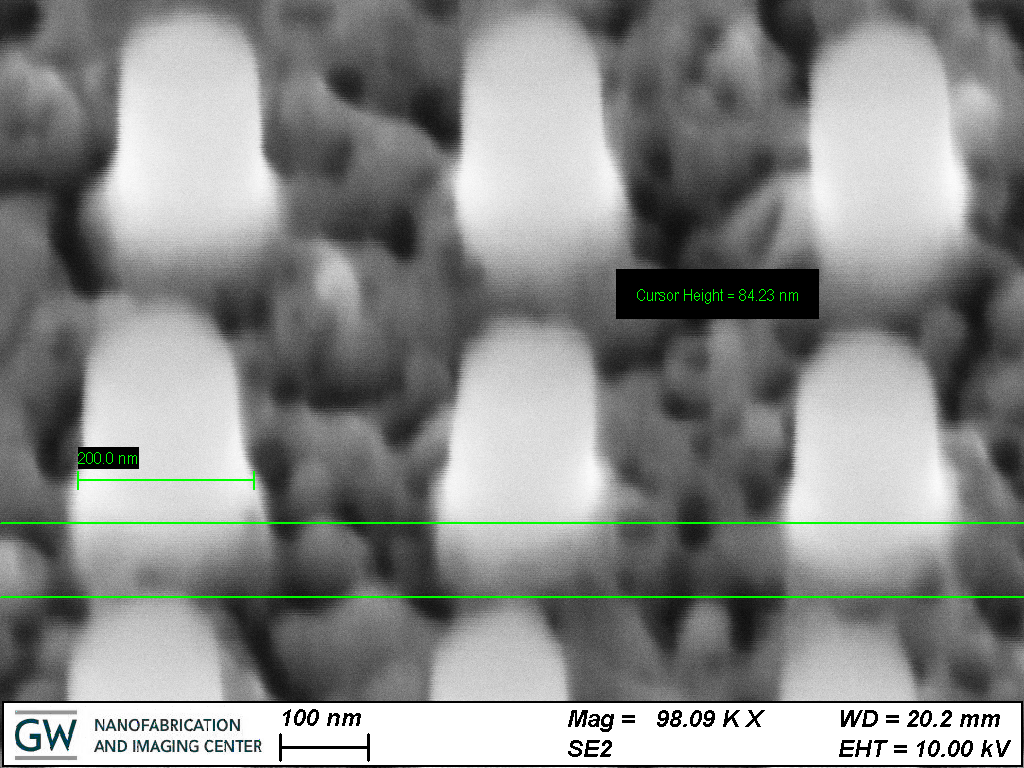 Cursor Height = 84.23 nm
200.0 nm
GW
NANOFABRICATION
AND IMAGING CENTER
100 nm
Mag = 98.09 K X
SE2
WD = 20.2 mm
EHT = 10.00 kV